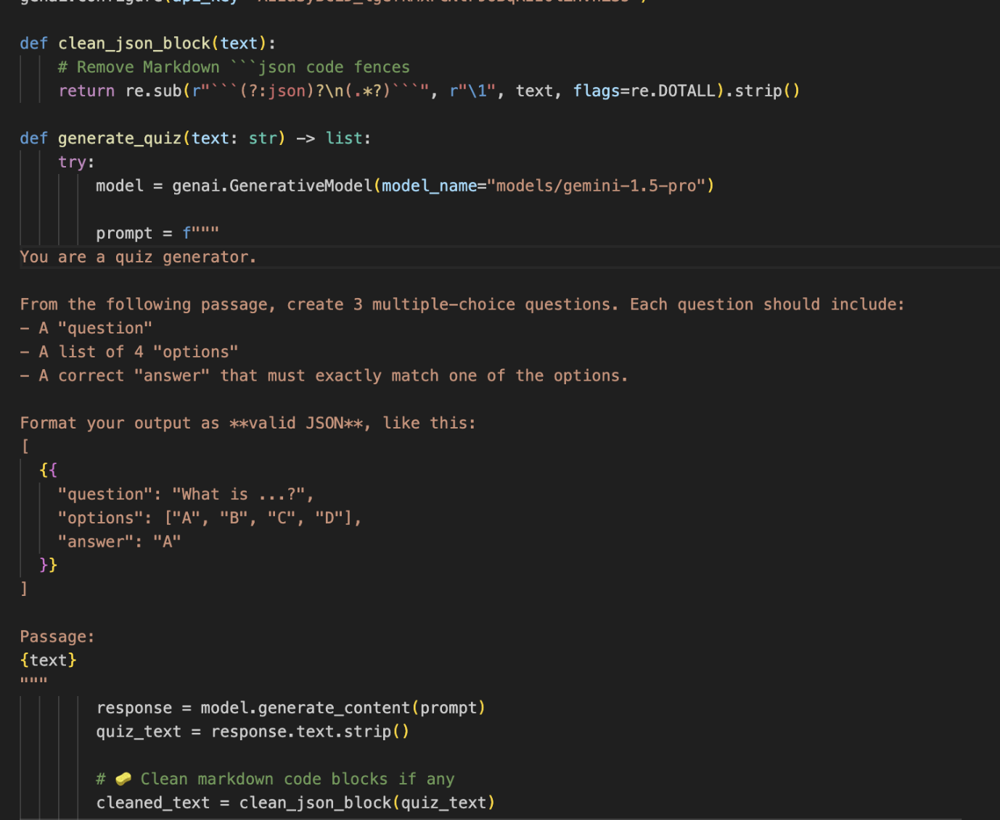 def clean_json_block(text):
# Remove Markdown ```json code fences
return re.sub(r"```(?:json)?\n(.*?)```", r"\1", text, flags=re.DOTALL).strip()
def generate_quiz(text: str) -> list:
try:
model = genai.GenerativeModel(model_name="models/gemini-1.5-pro")
prompt = f"""
You are a quiz generator.
From the following passage, create 3 multiple-choice questions. Each question should include:
- A "question"
- A list of 4 "options"
- A correct "answer" that must exactly match one of the options.
Format your output as **valid JSON**, like this:
[
{{
"question": "What is ...?",
"options": ["A", "B", "C", "D"],
"answer": "A"
}}
]
Passage:
{text}
"""
response = model.generate_content(prompt)
quiz_text = response.text.strip()
# 🧽 Clean markdown code blocks if any
cleaned_text = clean_json_block(quiz_text)